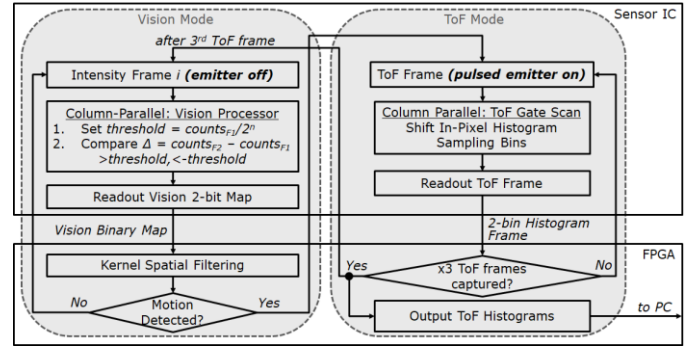 Vision Mode
ToF Mode
Sensor IC
after 3rd ToF frame
Intensity Frame i (emitter off)
ToF Frame (pulsed emitter on)
Column-Parallel: Vision Processor
1. Set threshold = countsF1/2ⁿ
2. Compare Δ = countsF2 – countsF1
>threshold,<-threshold
Column Parallel: ToF Gate Scan
Shift In-Pixel Histogram
Sampling Bins
Readout Vision 2-bit Map
Readout ToF Frame
Vision Binary Map
2-bin Histogram
Frame
FPGA
Kernel Spatial Filtering
Yes
x3 ToF frames
captured?
No
No
Motion
Detected?
Yes
Output ToF Histograms
to PC